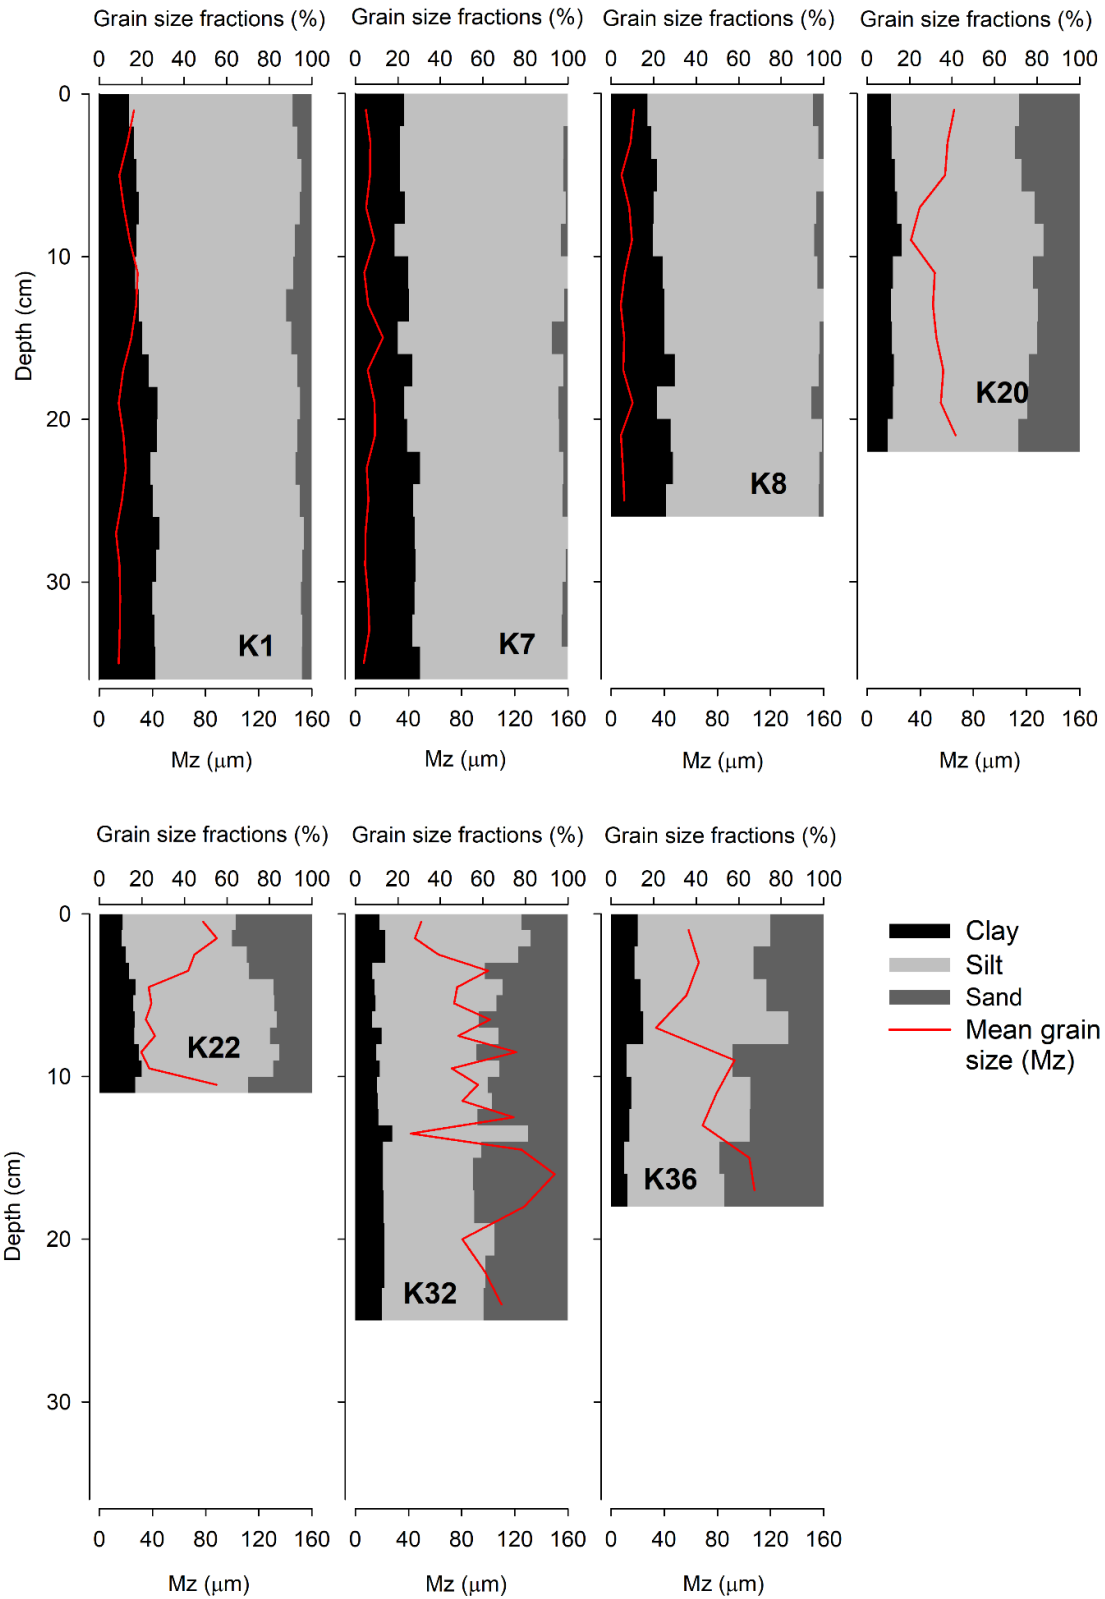 Grain size fractions (%) Grain size fractions (%) Grain size fractions (%) Grain size fractions (%)
0 20 40 60 80 100 0 20 40 60 80 100 0 20 40 60 80 100 0 20 40 60 80 100
0
10
20
30
Depth (cm)
K1
K7
K8
K20
0 40 80 120 160 0 40 80 120 160 0 40 80 120 160 0 40 80 120 160
Mz (μm) Mz (μm) Mz (μm) Mz (μm)
Grain size fractions (%) Grain size fractions (%) Grain size fractions (%)
0 20 40 60 80 100 0 20 40 60 80 100 0 20 40 60 80 100
0
10
20
30
Depth (cm)
K22
K32
K36
Clay
Silt
Sand
Mean grain
size (Mz)
0 40 80 120 160 0 40 80 120 160 0 40 80 120 160
Mz (μm) Mz (μm) Mz (μm)